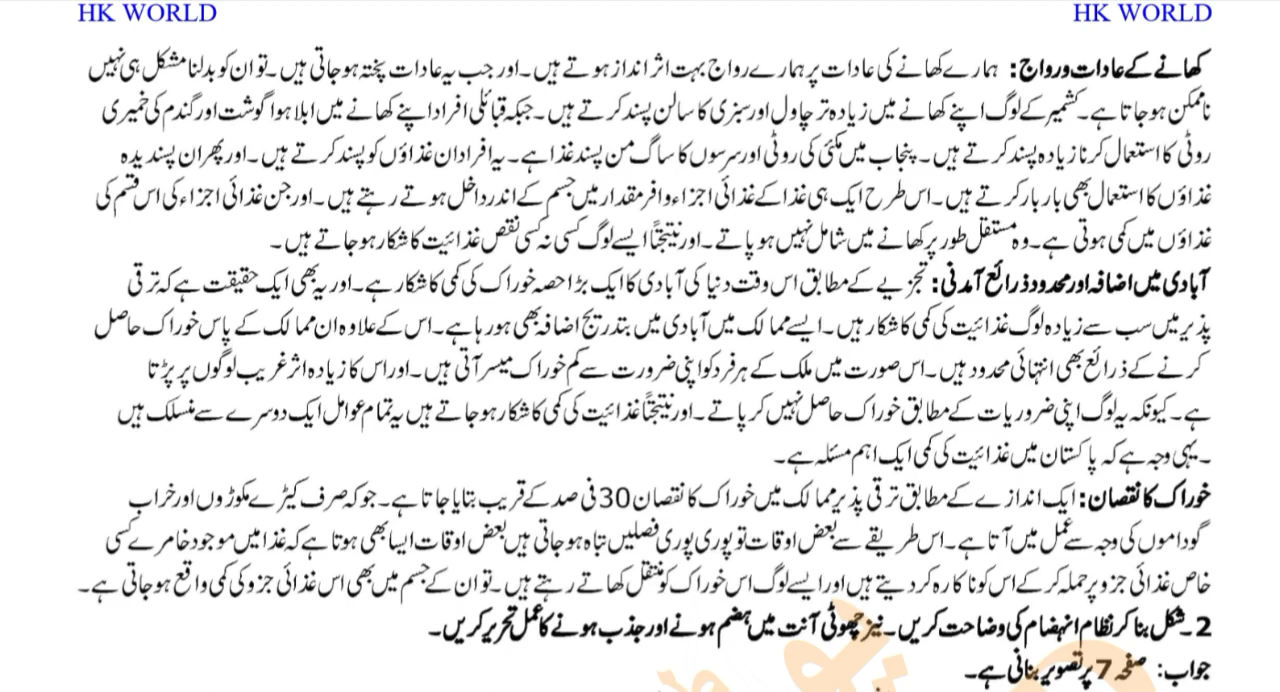 HK WORLD HK WORLD
کھانے کے عادات و رواج: ہمارے کھانے کی عادات پر ہمارے رواج بہت اثر انداز ہوتے ہیں۔ اور جب یہ عادات پختہ ہو جاتی ہیں۔ تو ان کو بدلنا مشکل ہی نہیں
ناممکن ہو جاتا ہے۔ کشمیر کے لوگ اپنے کھانے میں زیادہ تر چاول اور سبزی کا سالن پسند کرتے ہیں۔ جبکہ قبائلی افراد اپنے کھانے میں ابلا ہوا گوشت اور گندم کی خمیری
روٹی کا استعمال کرنا زیادہ پسند کرتے ہیں۔ پنجاب میں مکئی کی روٹی اور سرسوں کا ساگ من پسند غذا ہے۔ یہ افراد ان غذاؤں کو پسند کرتے ہیں۔ اور پھر ان پسندیدہ
غذاؤں کا استعمال بھی بار بار کرتے ہیں۔ اس طرح ایک ہی غذا کے غذائی اجزاء وافر مقدار میں جسم کے اندر داخل ہوتے رہتے ہیں۔ اور جن غذائی اجزاء کی اس قسم کی
غذاؤں میں کمی ہوتی ہے۔ وہ مستقل طور پر کھانے میں شامل نہیں ہو پاتے۔ اور نتیجتاً ایسے لوگ کسی نہ کسی نقص غذائیت کا شکار ہو جاتے ہیں۔
آبادی میں اضافہ اور محدود ذرائع آمدنی: تجزیے کے مطابق اس وقت دنیا کی آبادی کا ایک بڑا حصہ خوراک کی کمی کا شکار ہے۔ اور یہ بھی ایک حقیقت ہے کہ ترقی
پذیر میں سب سے زیادہ لوگ غذائیت کی کمی کا شکار ہیں۔ ایسے ممالک میں آبادی میں بتدریج اضافہ بھی ہو رہا ہے۔ اس کے علاوہ ان ممالک کے پاس خوراک حاصل
کرنے کے ذرائع بھی انتہائی محدود ہیں۔ اس صورت میں ملک کے ہر فرد کو اپنی ضرورت سے کم خوراک میسر آتی ہیں۔ اور اس کا زیادہ اثر غریب لوگوں پر پڑتا
ہے۔ کیونکہ یہ لوگ اپنی ضروریات کے مطابق خوراک حاصل نہیں کر پاتے۔ اور نتیجتاً غذائیت کی کمی کا شکار ہو جاتے ہیں یہ تمام عوامل ایک دوسرے سے منسلک ہیں
۔ یہی وجہ ہے کہ پاکستان میں غذائیت کی کمی ایک اہم مسئلہ ہے۔
خوراک کا نقصان: ایک اندازے کے مطابق ترقی پذیر ممالک میں خوراک کا نقصان 30 فی صد کے قریب بتایا جاتا ہے۔ جو کہ صرف کیڑے مکوڑوں اور خراب
گوداموں کی وجہ سے عمل میں آتا ہے۔ اس طریقے سے بعض اوقات تو پوری پوری فصلیں تباہ ہو جاتی ہیں بعض اوقات ایسا بھی ہوتا ہے کہ غذا میں موجود خامرے کسی
خاص غذائی جزو پر حملہ کر کے اس کو ناکارہ کر دیتے ہیں اور ایسے لوگ اس خوراک کو منتقل کھاتے رہتے ہیں۔ تو ان کے جسم میں بھی اس غذائی جزو کی کمی واقع ہو جاتی ہے۔
2۔ شکل بنا کر نظام انہضام کی وضاحت کریں۔ نیز چھوٹی آنت میں ہضم ہونے اور جذب ہونے کا عمل تحریر کریں۔
جواب: صفحہ 7 پر تصویر بنانی ہے۔